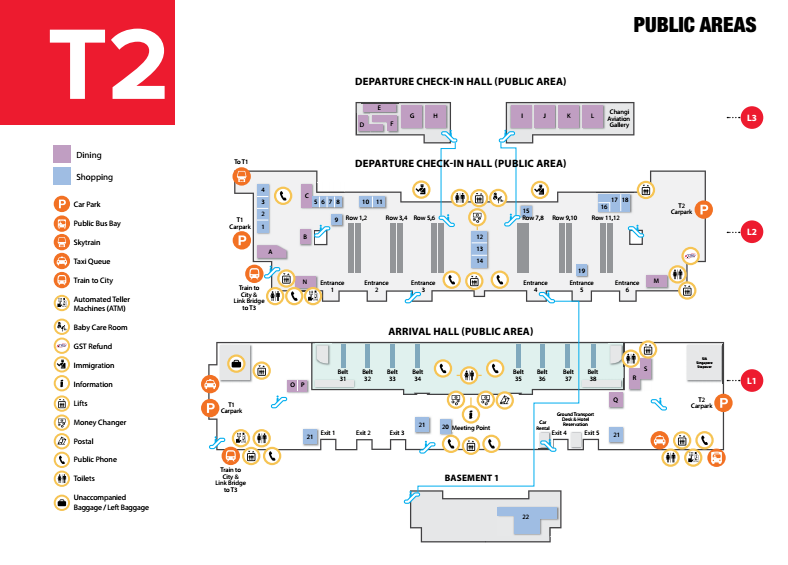 T2
PUBLIC AREAS
Dining
Shopping
Car Park
Public Bus Bay
Skytrain
Taxi Queue
Train to City
Automated Teller
Machines (ATM)
Baby Care Room
GST Refund
Immigration
Information
Lifts
Money Changer
Postal
Public Phone
Toilets
Unaccompanied
Baggage / Left Baggage
DEPARTURE CHECK-IN HALL (PUBLIC AREA)
E
D
F
G
H
I
J
K
L
Changi
Aviation
Gallery
L3
DEPARTURE CHECK-IN HALL (PUBLIC AREA)
To T1
4
3
2
1
C
5 6 7 8
10 11
9
15
17 18
16
Row 1,2
Row 3,4
Row 5,6
Row 7,8
Row 9,10
Row 11,12
T2
Carpark
P
L2
T1
Carpark
P
B
A
12
13
14
19
N
M
Train to
City &
Link Bridge
to T3
Entrance
1
Entrance
2
Entrance
3
Entrance
4
Entrance
5
Entrance
6
ARRIVAL HALL (PUBLIC AREA)
Belt
31
Belt
32
Belt
33
Belt
34
Belt
35
Belt
36
Belt
37
Belt
38
O P
S
R
Q
L1
T1
Carpark
P
T2
Carpark
P
21
Exit 1
Exit 2
Exit 3
21
20
Meeting Point
Car
Rental
Ground Transport
Desk & Hotel
Reservation
Exit 4
Exit 5
21
Train to
City &
Link Bridge
to T3
BASEMENT 1
22